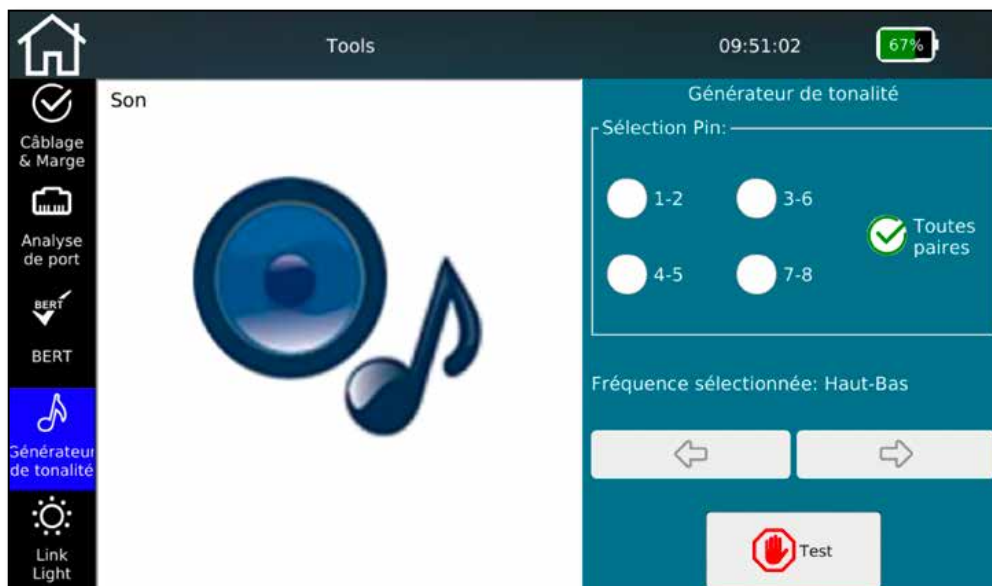 Tools
09:51:02
67%
Câblage
& Marge
Analyse
de port
BERT
BERT
Générateur
de tonalité
Link
Light
Son
Générateur de tonalité
Sélection Pin:
1-2
3-6
Toutes
paires
4-5
7-8
Fréquence sélectionnée: Haut-Bas
Test